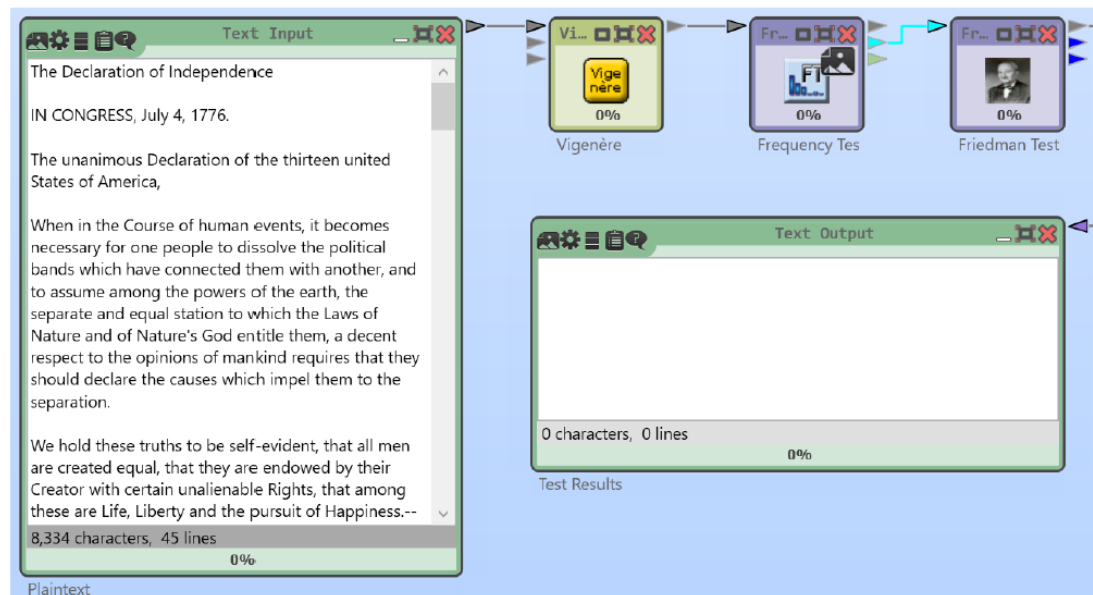 Text Input
The Declaration of Independence
IN CONGRESS, July 4, 1776.
The unanimous Declaration of the thirteen united
States of America,
When in the Course of human events, it becomes
necessary for one people to dissolve the political
bands which have connected them with another, and
to assume among the powers of the earth, the
separate and equal station to which the Laws of
Nature and of Nature's God entitle them, a decent
respect to the opinions of mankind requires that they
should declare the causes which impel them to the
separation.
We hold these truths to be self-evident, that all men
are created equal, that they are endowed by their
Creator with certain unalienable Rights, that among
these are Life, Liberty and the pursuit of Happiness.--
8,334 characters, 45 lines
0%
Plaintext
Vi...
Vige
nère
0%
Vigenère
Fr...
FT
0%
Frequency Tes
Fr...
0%
Friedman Test
Text Output
0 characters, 0 lines
0%
Test Results